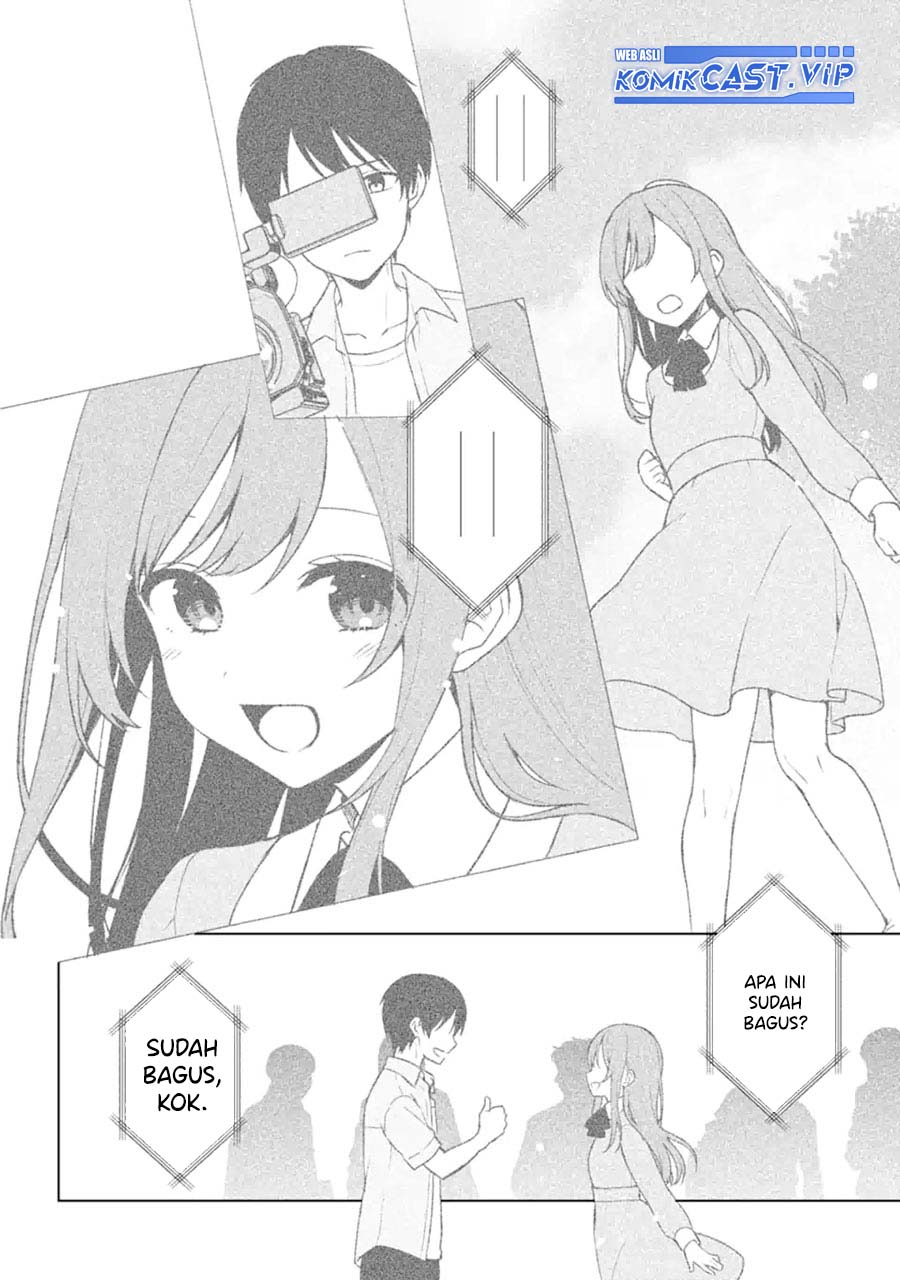 WEB ASLI
KOMIKCAST.VIP
APA INI
SUDAH
BAGUS?
SUDAH
BAGUS,
KOK.